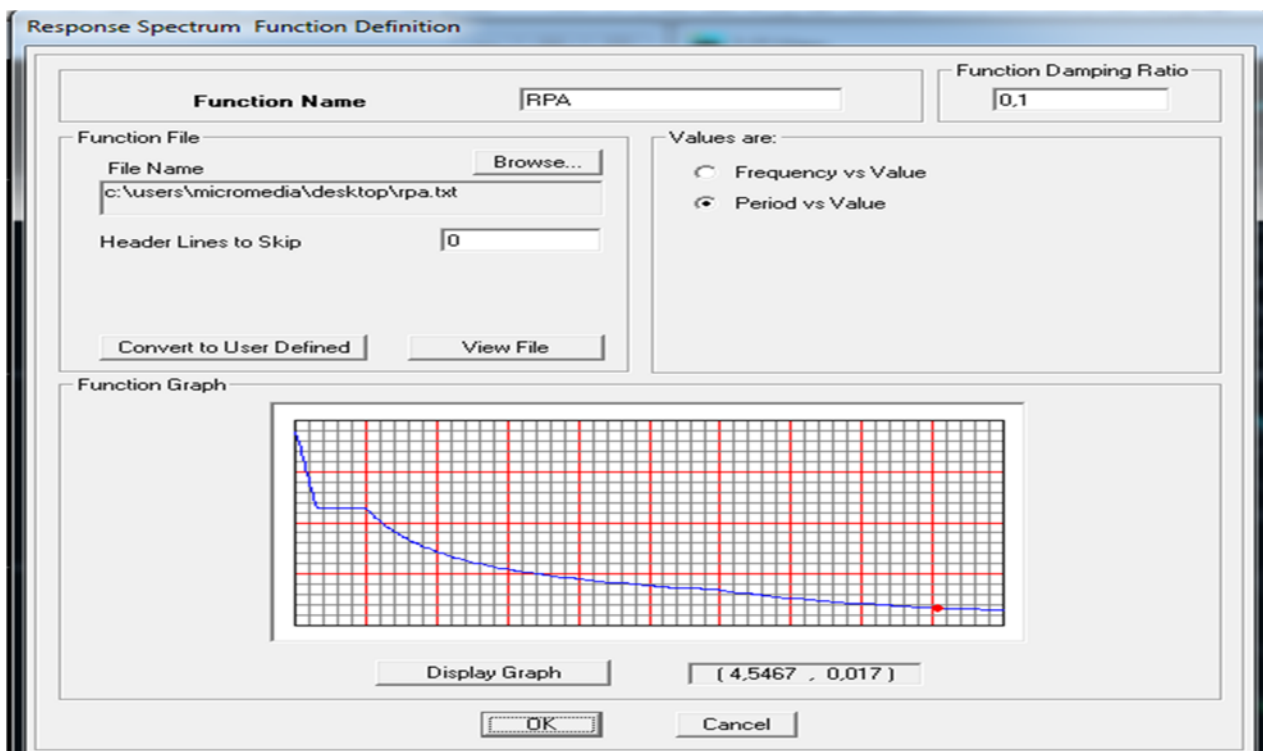 Response Spectrum Function Definition
Function Name
RPA
Function Damping Ratio
0,1
Function File
File Name
Browse...
c:\users\micromedia\desktop\rpa.txt
Header Lines to Skip
0
Convert to User Defined
View File
Values are:
Frequency vs Value
Period vs Value
Function Graph
Display Graph
( 4,5467 , 0,017 )
OK
Cancel